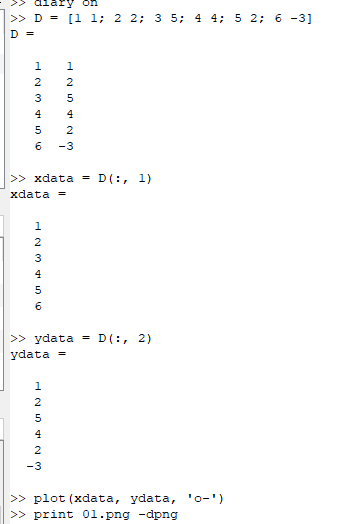 >> diary on
>> D = [1 1; 2 2; 3 5; 4 4; 5 2; 6 -3]
D =
1 1
2 2
3 5
4 4
5 2
6 -3
>> xdata = D(:, 1)
xdata =
1
2
3
4
5
6
>> ydata = D(:, 2)
ydata =
1
2
5
4
2
-3
>> plot(xdata, ydata, 'o-')
>> print 01.png -dpng